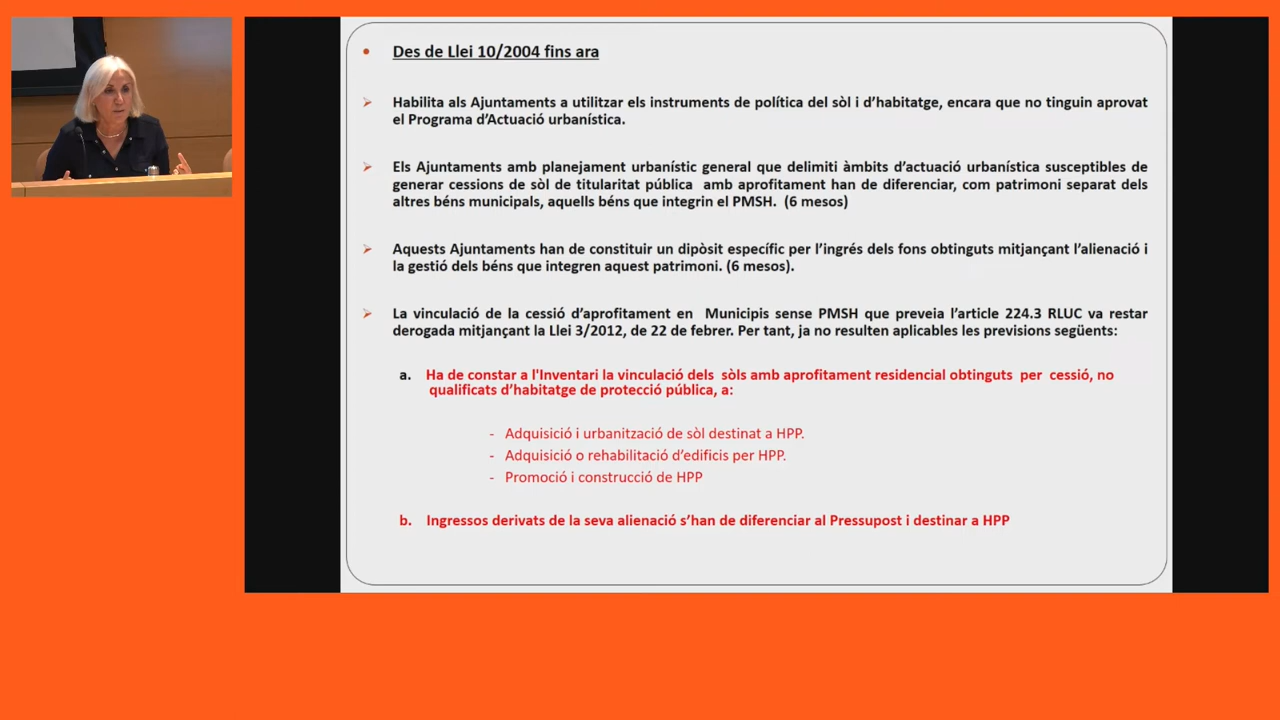 • Des de Llei 10/2004 fins ara
➢ Habilita als Ajuntaments a utilitzar els instruments de política del sòl i d’habitatge, encara que no tinguin aprovat
el Programa d’Actuació urbanística.
➢ Els Ajuntaments amb planejament urbanístic general que delimiti àmbits d’actuació urbanística susceptibles de
generar cessions de sòl de titularitat pública amb aprofitament han de diferenciar, com patrimoni separat dels
altres béns municipals, aquells béns que integrin el PMSH. (6 mesos)
➢ Aquests Ajuntaments han de constituir un dipòsit específic per l’ingrés dels fons obtinguts mitjançant l’alienació i
la gestió dels béns que integren aquest patrimoni. (6 mesos).
➢ La vinculació de la cessió d’aprofitament en Municipis sense PMSH que preveia l’article 224.3 RLUC va restar
derogada mitjançant la Llei 3/2012, de 22 de febrer. Per tant, ja no resulten aplicables les previsions següents:
a. Ha de constar a l'Inventari la vinculació dels sòls amb aprofitament residencial obtinguts per cessió, no
qualificats d’habitatge de protecció pública, a:
- Adquisició i urbanització de sòl destinat a HPP.
- Adquisició o rehabilitació d’edificis per HPP.
- Promoció i construcció de HPP
b. Ingressos derivats de la seva alienació s’han de diferenciar al Pressupost i destinar a HPP